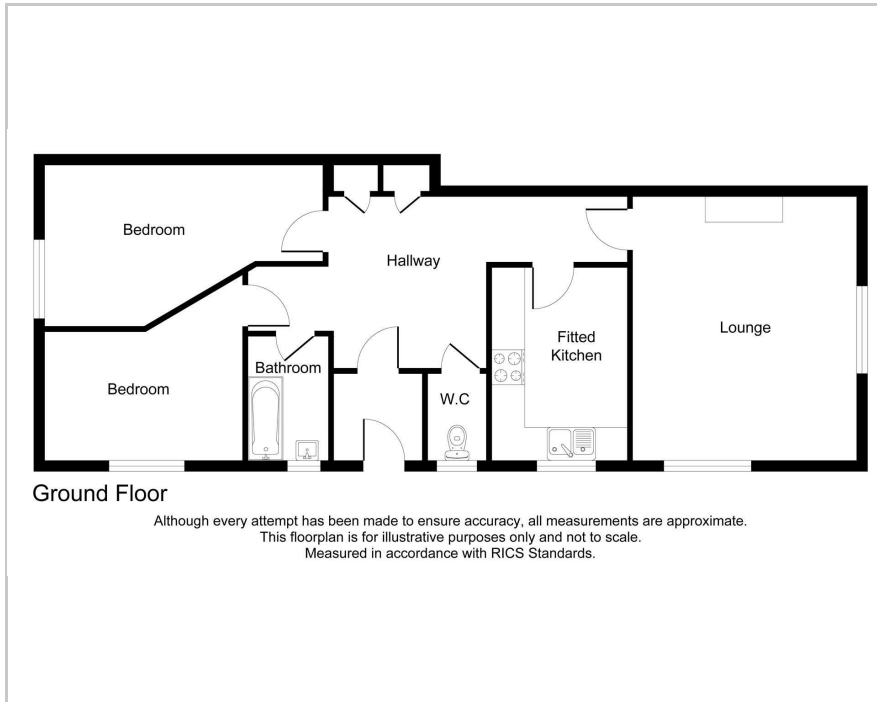 Bedroom
Hallway
Lounge
Fitted
Kitchen
Bathroom
Bedroom
W.C
Ground Floor
Although every attempt has been made to ensure accuracy, all measurements are approximate.
This floorplan is for illustrative purposes only and not to scale.
Measured in accordance with RICS Standards.